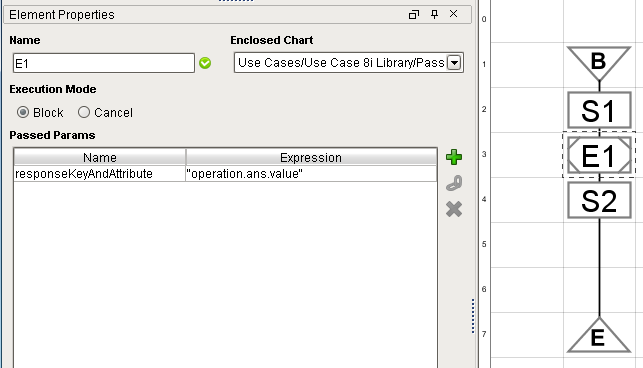 Element Properties
Name
Enclosed Chart
E1
Use Cases/Use Case 8i Library/Pass
Execution Mode
Block
Cancel
Passed Params
Name
Expression
responseKeyAndAttribute
"operation.ans.value"
0
1
2
3
4
5
6
7
B
S1
E1
S2
E